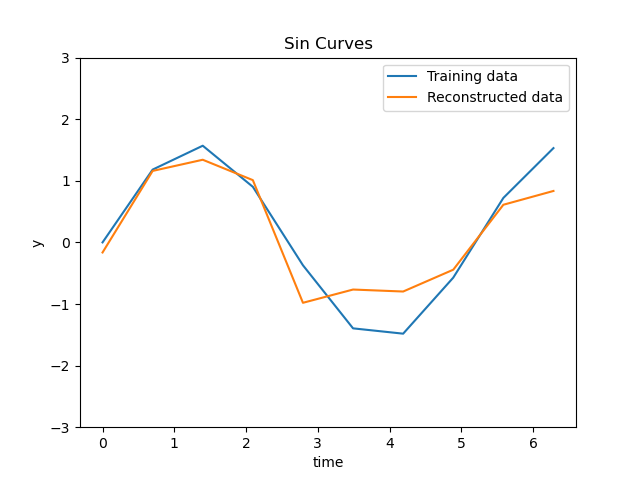 Sin Curves
Training data
Reconstructed data
3
2
1
0
−1
−2
−3
y
0 1 2 3 4 5 6
time